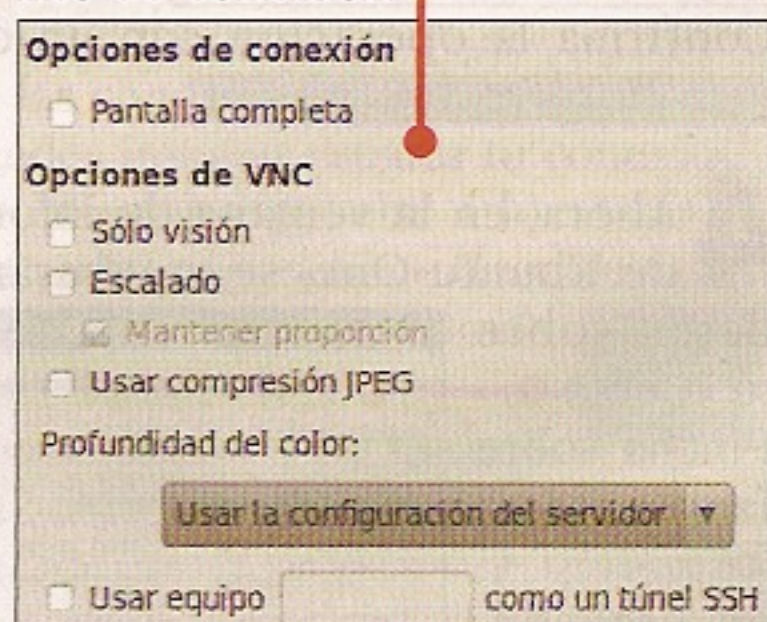 Opciones de conexión
Pantalla completa
Opciones de VNC
Sólo visión
Escalado
Mantener proporción
Usar compresión JPEG
Profundidad del color:
Usar la configuración del servidor
Usar equipo como un túnel SSH